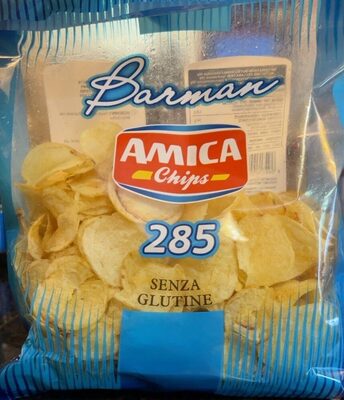 Barman
AMICA
Chips
285
SENZA
GLUTINE